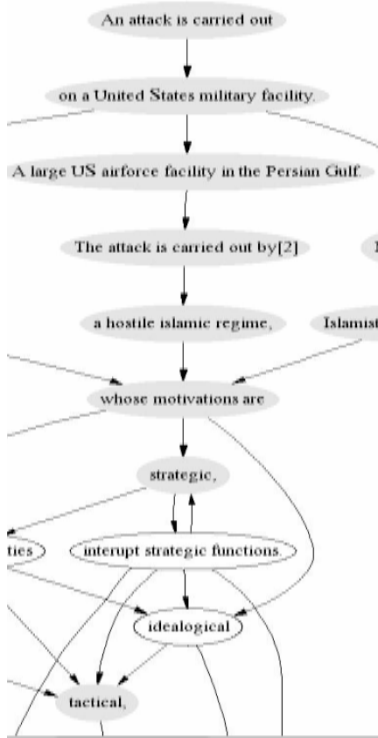 An attack is carried out
on a United States military facility.
A large US airforce facility in the Persian Gulf.
The attack is carried out by[2]
a hostile islamic regime,
Islamist
whose motivations are
strategic,
ties
interupt strategic functions.
idealogical
tactical,